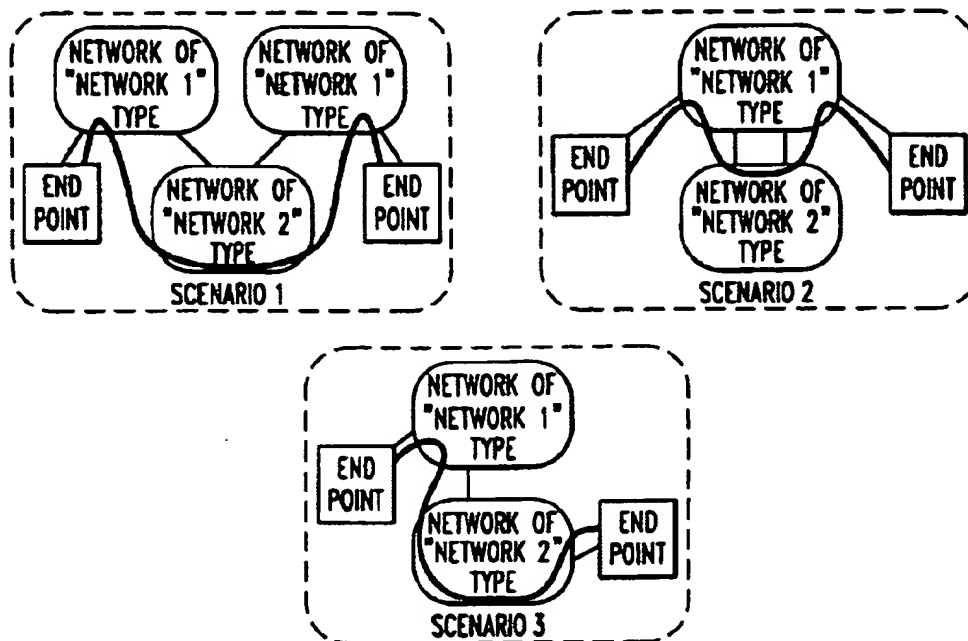 NETWORK OF
"NETWORK 1"
TYPE
NETWORK OF
"NETWORK 1"
TYPE
END
POINT
NETWORK OF
"NETWORK 2"
TYPE
END
POINT
SCENARIO 1
NETWORK OF
"NETWORK 1"
TYPE
END
POINT
NETWORK OF
"NETWORK 2"
TYPE
END
POINT
SCENARIO 2
NETWORK OF
"NETWORK 1"
TYPE
END
POINT
NETWORK OF
"NETWORK 2"
TYPE
END
POINT
SCENARIO 3